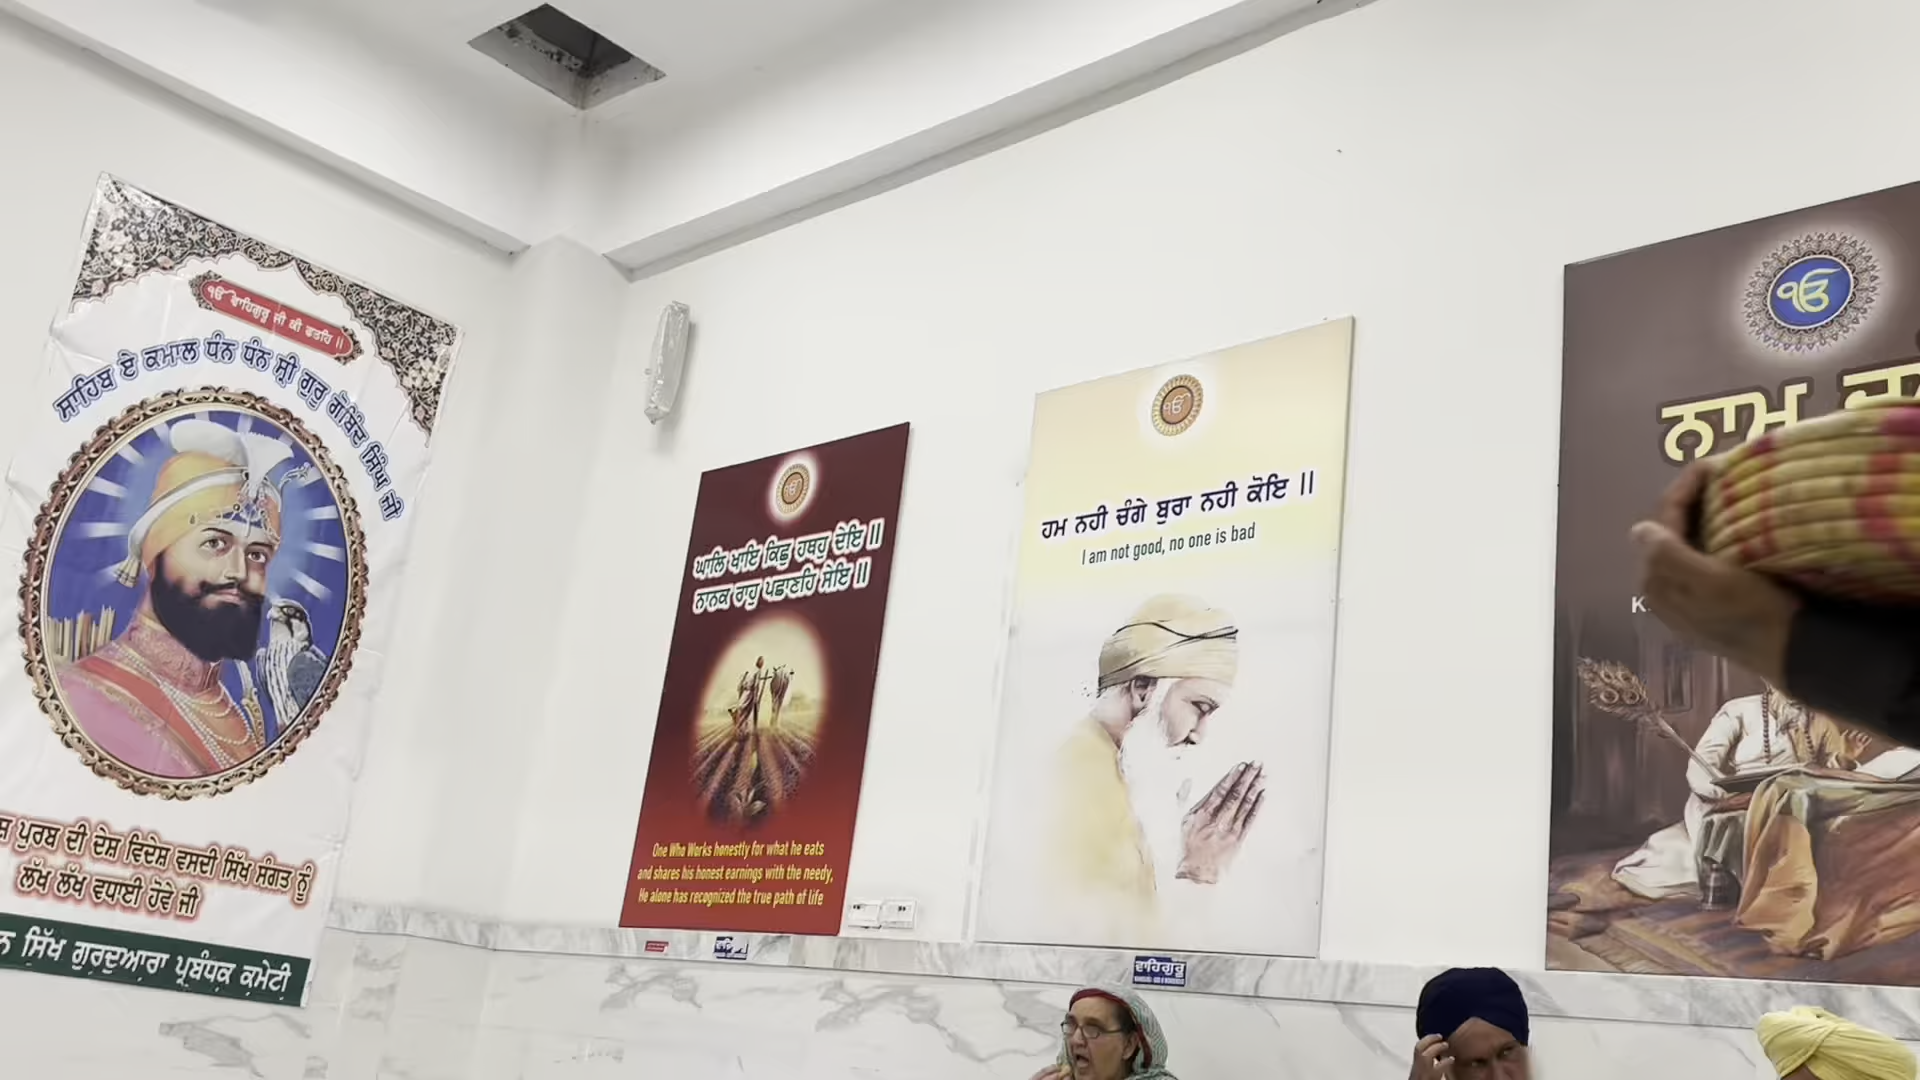 ੴ ਵਾਹਿਗੁਰੂ ਜੀ ਕੀ ਫਤਹਿ ॥
ਸਾਹਿਬ ਏ ਕਮਾਲ ਧੰਨ ਧੰਨ ਸ੍ਰੀ ਗੁਰੂ ਗੋਬਿੰਦ ਸਿੰਘ ਜੀ
ਪੁਰਬ ਦੀ ਦੇਸ਼ ਵਿਦੇਸ਼ ਵਸਦੀ ਸਿੱਖ ਸੰਗਤ ਨੂੰ
ਲੱਖ ਲੱਖ ਵਧਾਈ ਹੋਵੇ ਜੀ
ਸਿੱਖ ਗੁਰਦੁਆਰਾ ਪ੍ਰਬੰਧਕ ਕਮੇਟੀ
ੴ
ਘਾਲਿ ਖਾਇ ਕਿਛੁ ਹਥਹੁ ਦੇਇ ॥
ਨਾਨਕ ਰਾਹੁ ਪਛਾਣਹਿ ਸੇਇ ॥
One Who Works honestly for what he eats
and shares his honest earnings with the needy,
He alone has recognized the true path of life
ੴ
ਹਮ ਨਹੀ ਚੰਗੇ ਬੁਰਾ ਨਹੀ ਕੋਇ ॥
I am not good, no one is bad
ਵਾਹਿਗੁਰੂ
ੴ
ਨਾਮ
K